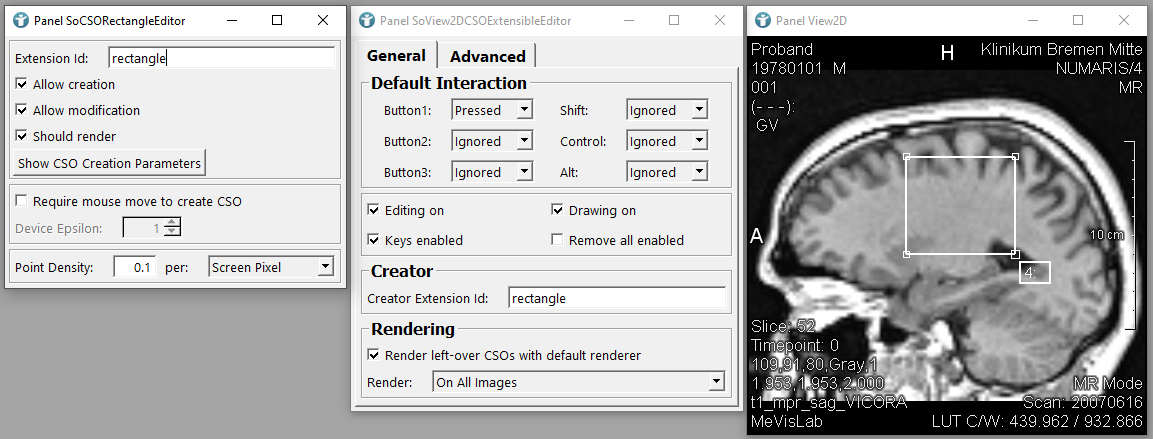 Panel SoCSORectangleEditor
Extension Id: rectangle
Allow creation
Allow modification
Should render
Show CSO Creation Parameters
Require mouse move to create CSO
Device Epsilon: 1
Point Density: 0.1 per: Screen Pixel
Panel SoView2DCSOExtensibleEditor
General Advanced
Default Interaction
Button1: Pressed Shift: Ignored
Button2: Ignored Control: Ignored
Button3: Ignored Alt: Ignored
Editing on Drawing on
Keys enabled Remove all enabled
Creator
Creator Extension Id: rectangle
Rendering
Render left-over CSOs with default renderer
Render: On All Images
Panel View2D
Proband H Klinikum Bremen Mitte
19780101 M NUMARIS/4
001 MR
(- - -):
GV
A 10 cm
4:
Slice: 52
Timepoint: 0
109,91,80,Gray,1
1.953,1.953,2.000 MR Mode
t1_mpr_sag_VICORA Scan: 20070616
MeVisLab LUT C/W: 439.962 / 932.866